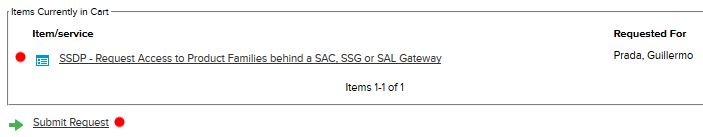 Items Currently in Cart
Item/service Requested For
SSDP - Request Access to Product Families behind a SAC, SSG or SAL Gateway Prada, Guillermo
Items 1-1 of 1
Submit Request